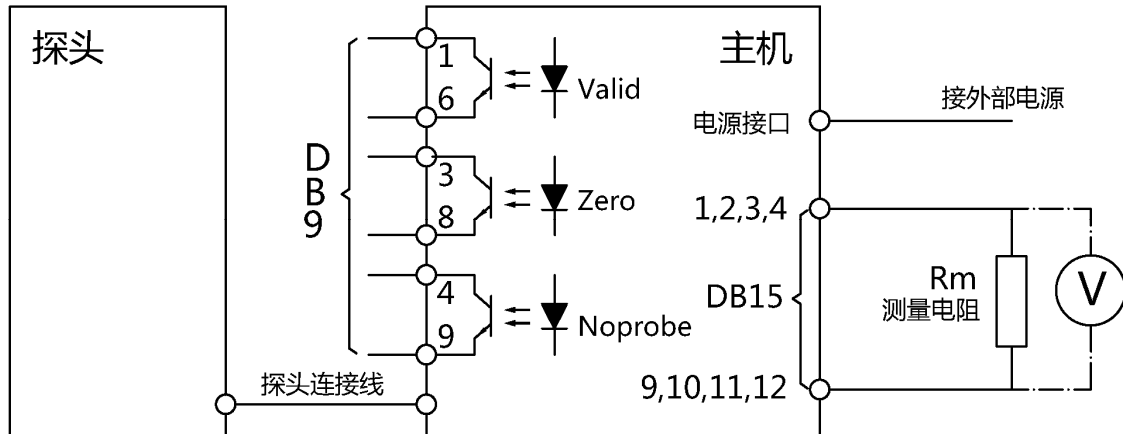 探头
主机
D
B
9
1
6
Valid
3
8
Zero
4
9
Noprobe
探头连接线
电源接口
接外部电源
1,2,3,4
DB15
9,10,11,12
Rm
测量电阻
V